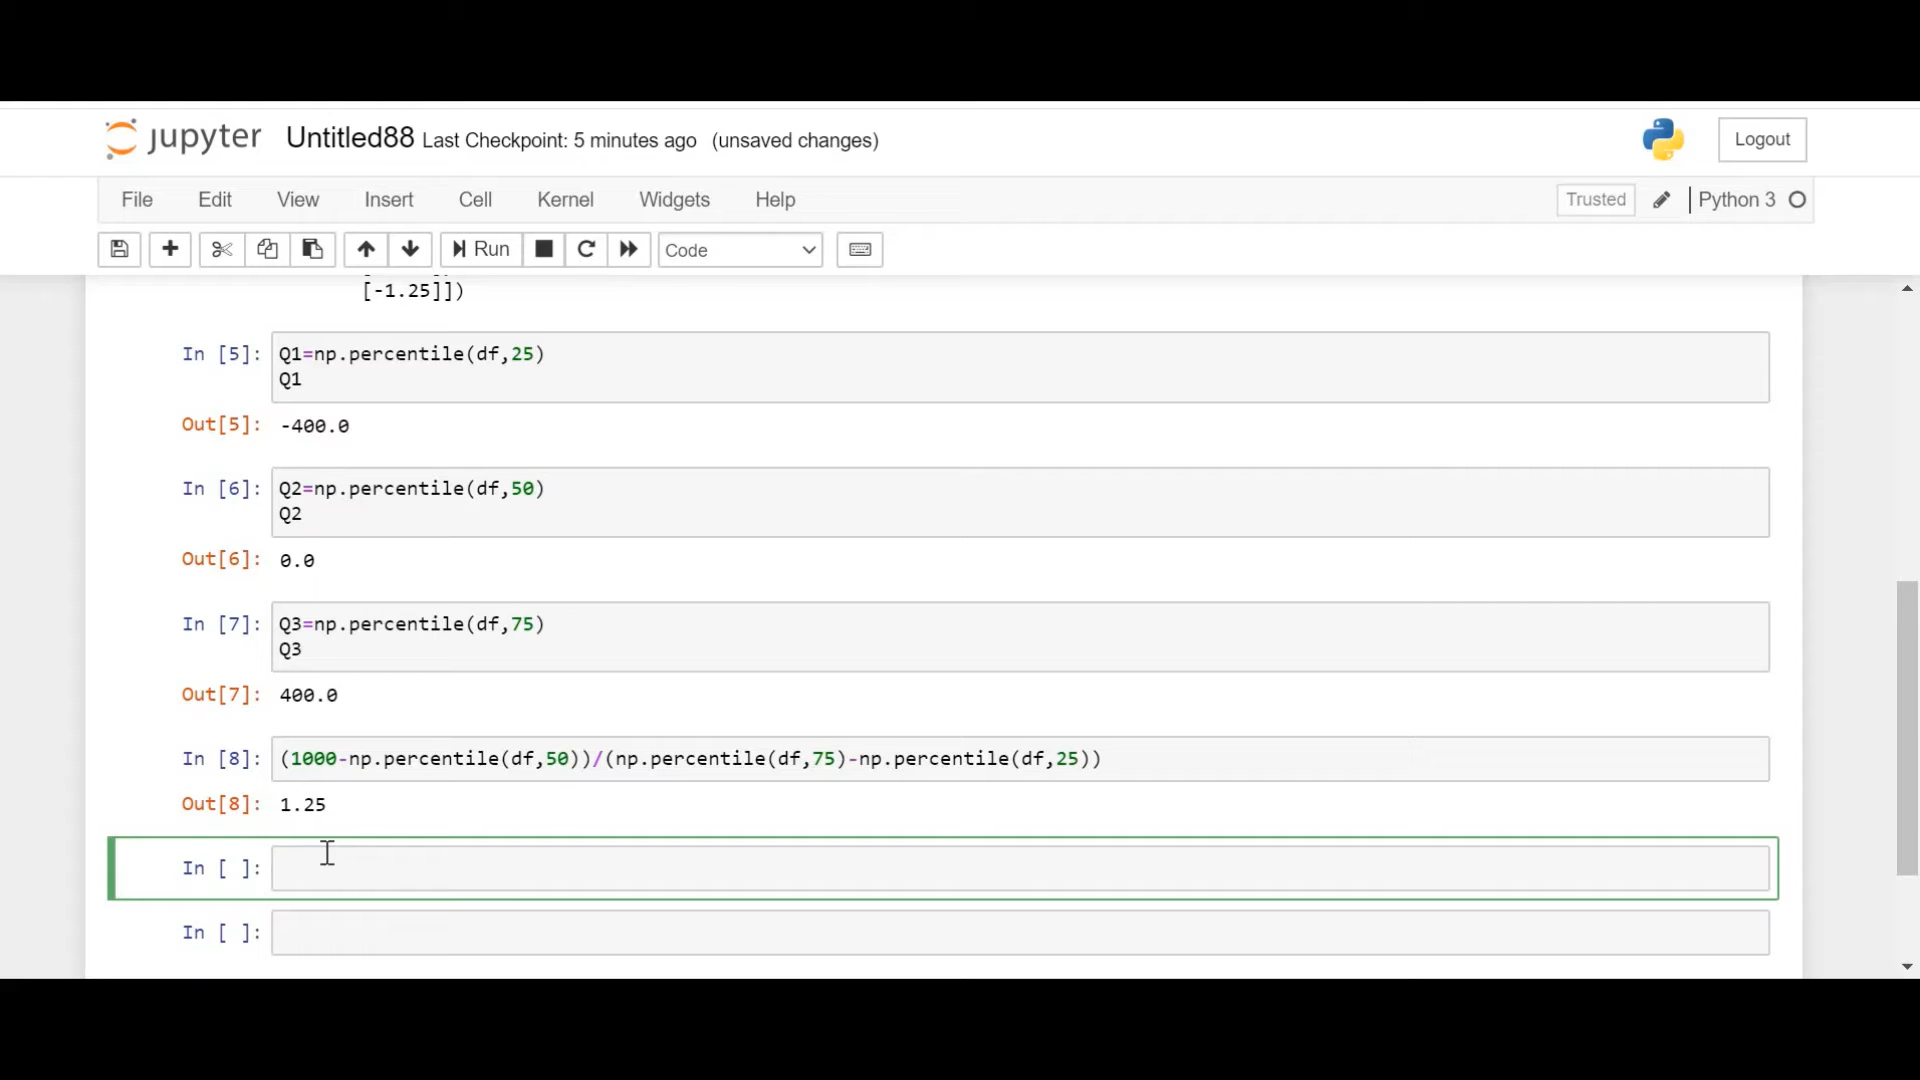 jupyter Untitled88 Last Checkpoint: 5 minutes ago (unsaved changes) Logout
File Edit View Insert Cell Kernel Widgets Help Trusted Python 3
Run Code
[-1.25]])
In [5]: Q1=np.percentile(df,25)
Q1
Out[5]: -400.0
In [6]: Q2=np.percentile(df,50)
Q2
Out[6]: 0.0
In [7]: Q3=np.percentile(df,75)
Q3
Out[7]: 400.0
In [8]: (1000-np.percentile(df,50))/(np.percentile(df,75)-np.percentile(df,25))
Out[8]: 1.25
In [ ]:
In [ ]: